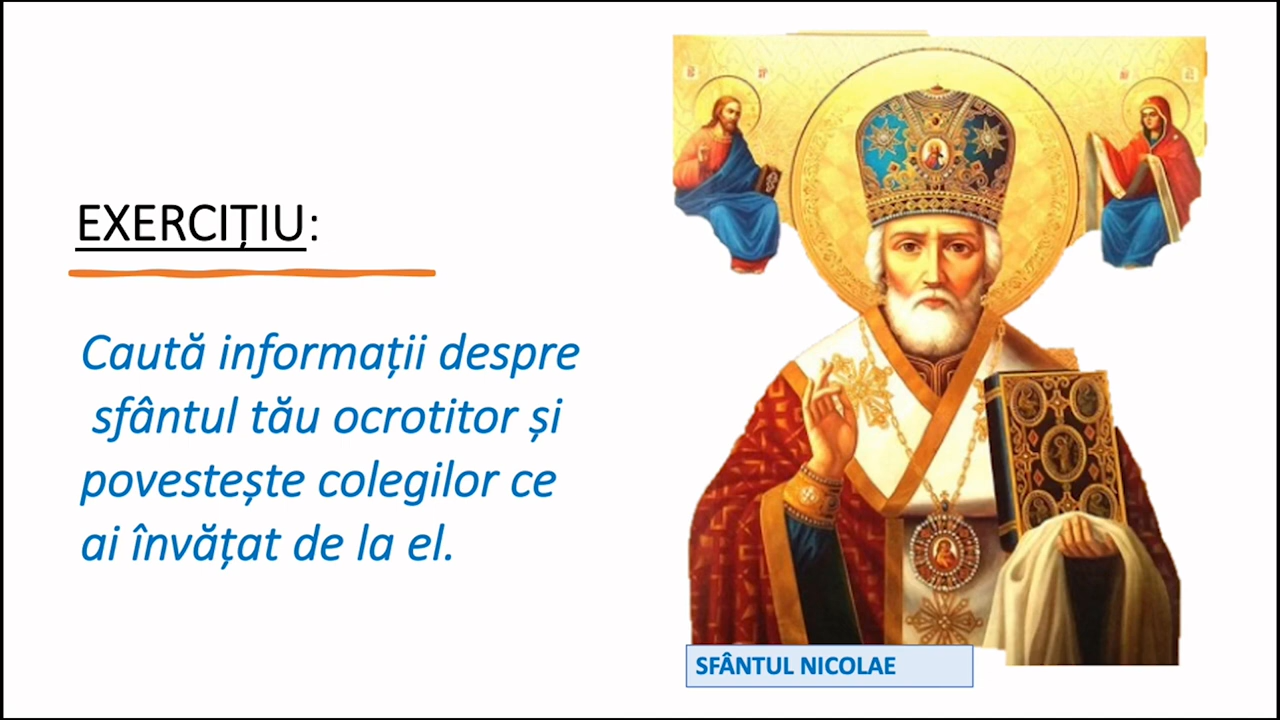 EXERCIȚIU:
Caută informații despre
sfântul tău ocrotitor și
povestește colegilor ce
ai învățat de la el.
SFÂNTUL NICOLAE